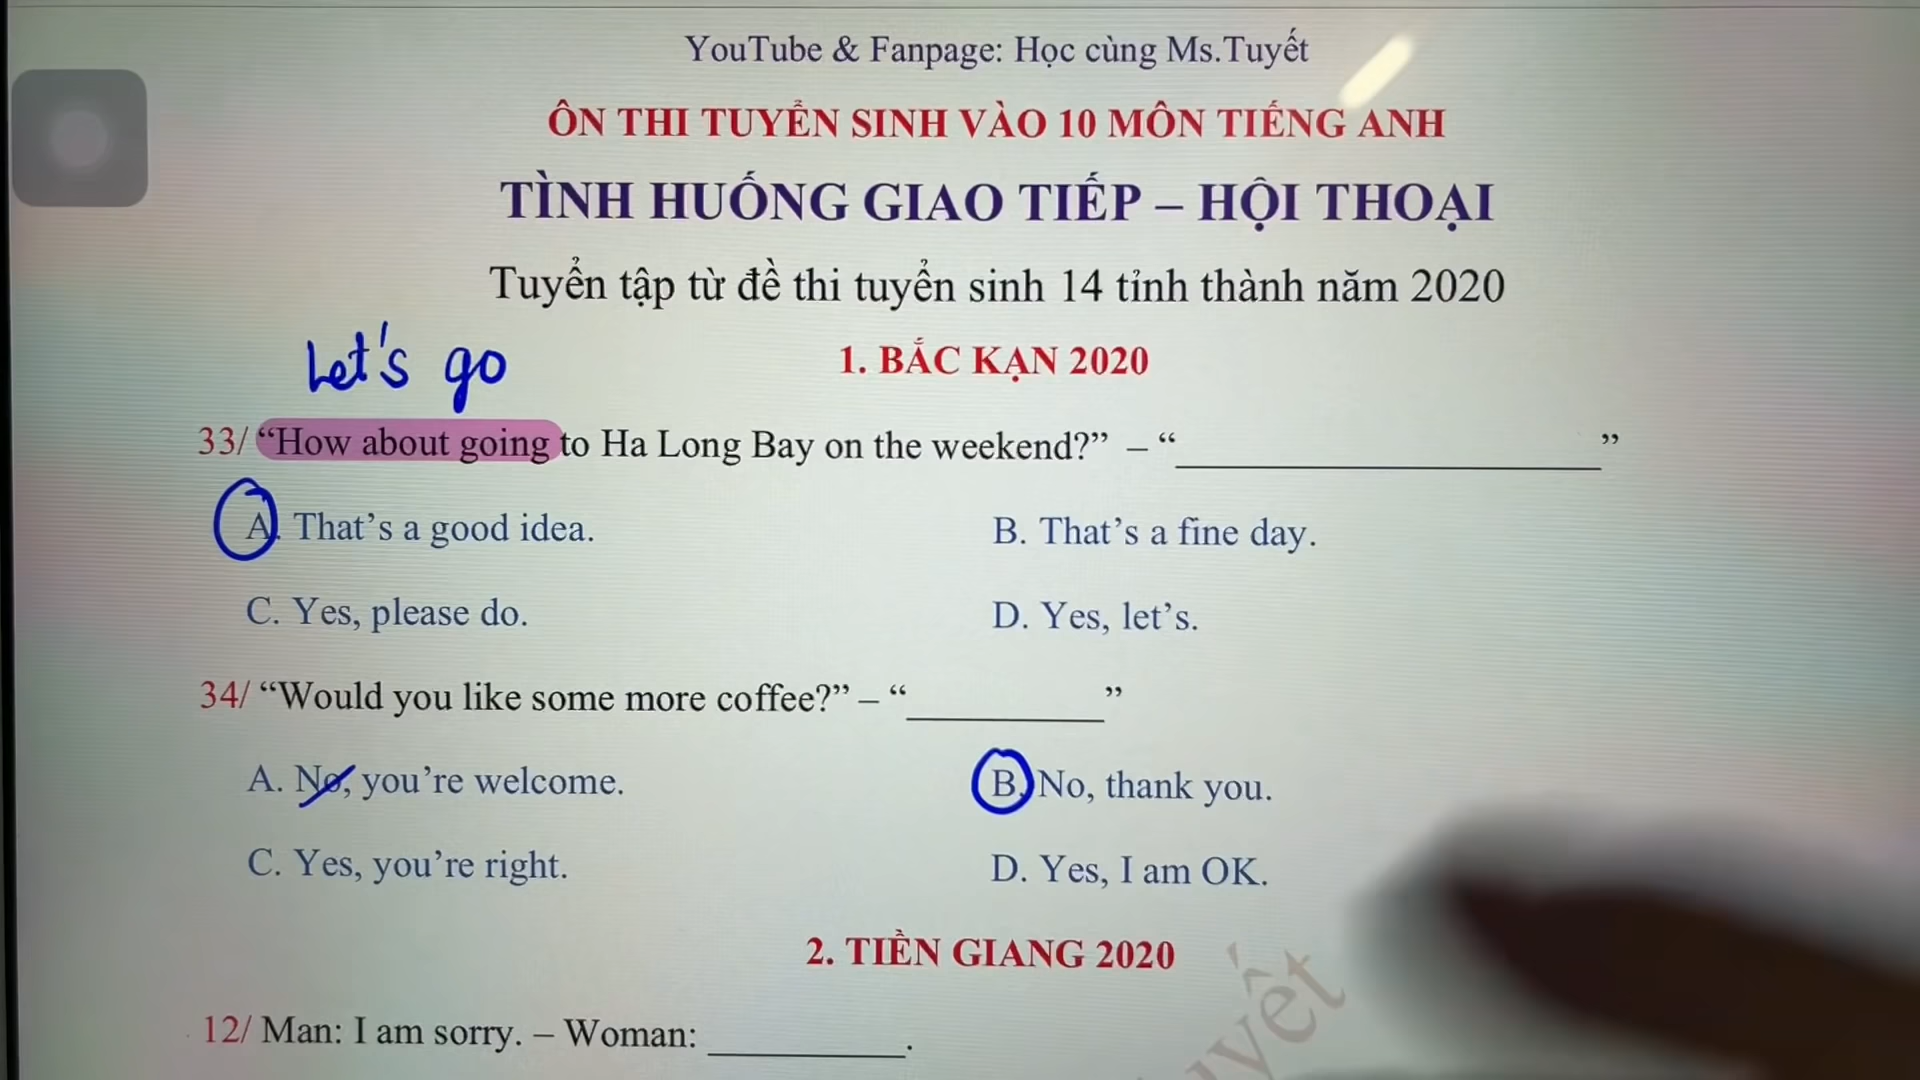 YouTube & Fanpage: Học cùng Ms.Tuyết
ÔN THI TUYỂN SINH VÀO 10 MÔN TIẾNG ANH
TÌNH HUỐNG GIAO TIẾP – HỘI THOẠI
Tuyển tập từ đề thi tuyển sinh 14 tỉnh thành năm 2020
Let's go
1. BẮC KẠN 2020
33/ “How about going to Ha Long Bay on the weekend?” – “____________________”
A. That’s a good idea.
B. That’s a fine day.
C. Yes, please do.
D. Yes, let’s.
34/ “Would you like some more coffee?” – “__________”
A. No, you’re welcome.
B. No, thank you.
C. Yes, you’re right.
D. Yes, I am OK.
2. TIỀN GIANG 2020
12/ Man: I am sorry. – Woman: __________.